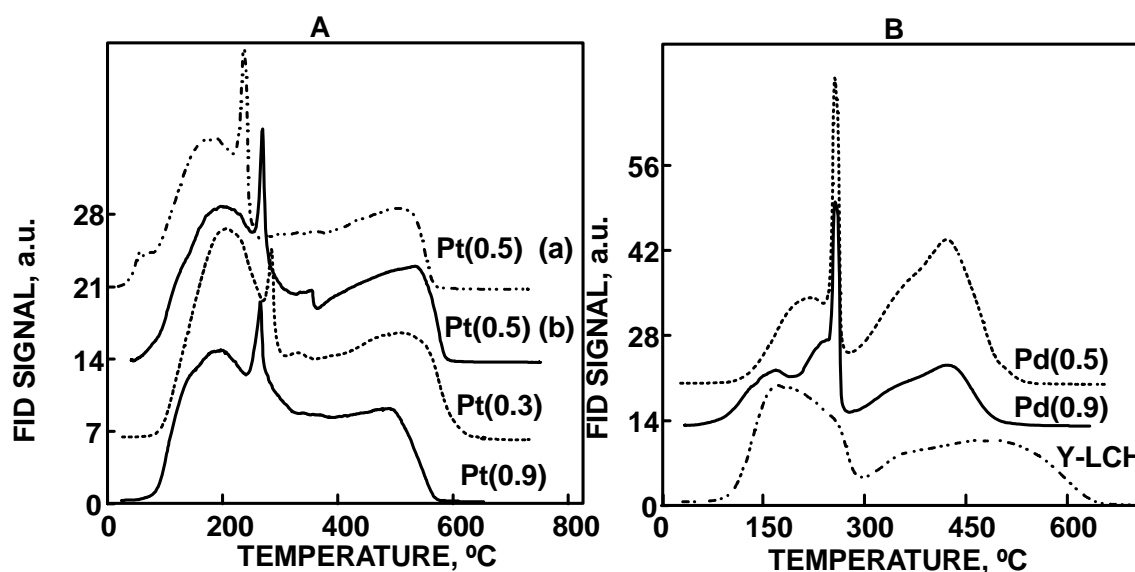 A
FID SIGNAL, a.u.
28
21
14
7
0
Pt(0.5) (a)
Pt(0.5) (b)
Pt(0.3)
Pt(0.9)
0 200 400 600 800
TEMPERATURE, ºC
B
FID SIGNAL, a.u.
56
42
28
14
0
Pd(0.5)
Pd(0.9)
Y-LCH
0 150 300 450 600
TEMPERATURE, ºC